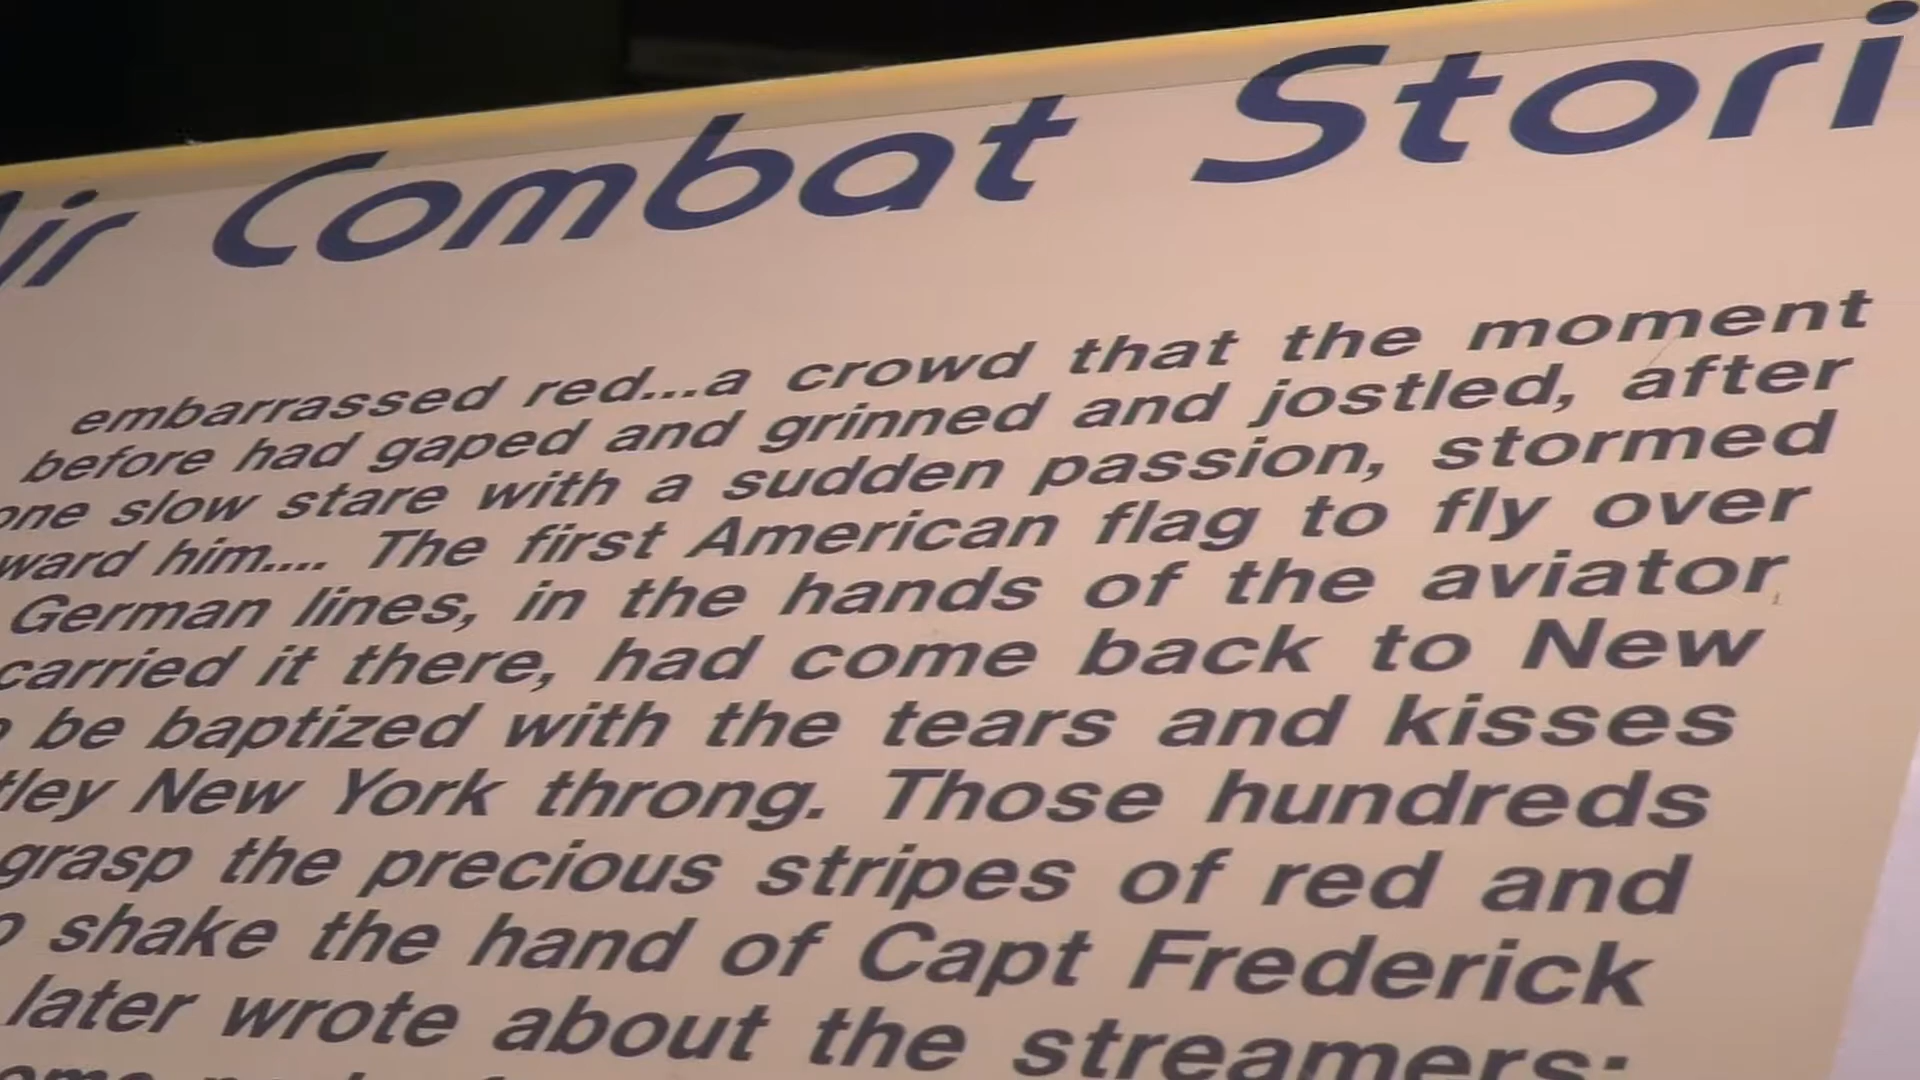 Combat Stori
embarrassed red...a crowd that the moment
before had gaped and grinned and jostled, after
one slow stare with a sudden passion, stormed
ward him.... The first American flag to fly over
German lines, in the hands of the aviator
carried it there, had come back to New
be baptized with the tears and kisses
tley New York throng. Those hundreds
grasp the precious stripes of red and
shake the hand of Capt Frederick
later wrote about the streamers: